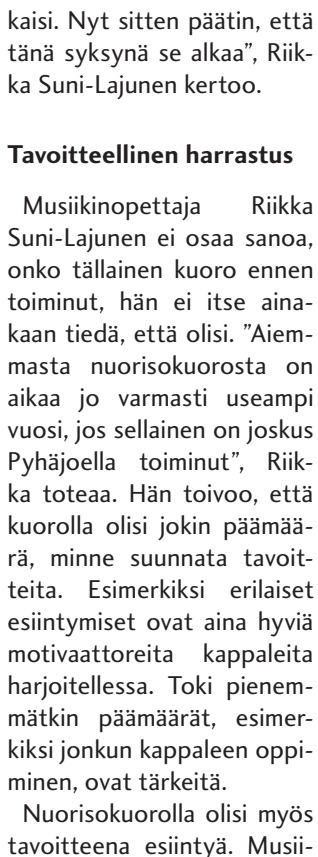 kaisi. Nyt sitten päätin, että
tänä syksynä se alkaa”, Riik-
ka Suni-Lajunen kertoo.
Tavoitteellinen harrastus
Musiikinopettaja Riikka
Suni-Lajunen ei osaa sanoa,
onko tällainen kuoro ennen
toiminut, hän ei itse aina-
kaan tiedä, että olisi. ”Aiem-
masta nuorisokuorosta on
aikaa jo varmasti useampi
vuosi, jos sellainen on joskus
Pyhäjoella toiminut”, Riik-
ka toteaa. Hän toivoo, että
kuorolla olisi jokin päämää-
rä, minne suunnata tavoit-
teita. Esimerkiksi erilaiset
esiintymiset ovat aina hyviä
motivaattoreita kappaleita
harjoitellessa. Toki pienem-
mätkin päämäärät, esimer-
kiksi jonkun kappaleen oppi-
minen, ovat tärkeitä.
Nuorisokuorolla olisi myös
tavoitteena esiintyä. Musii-